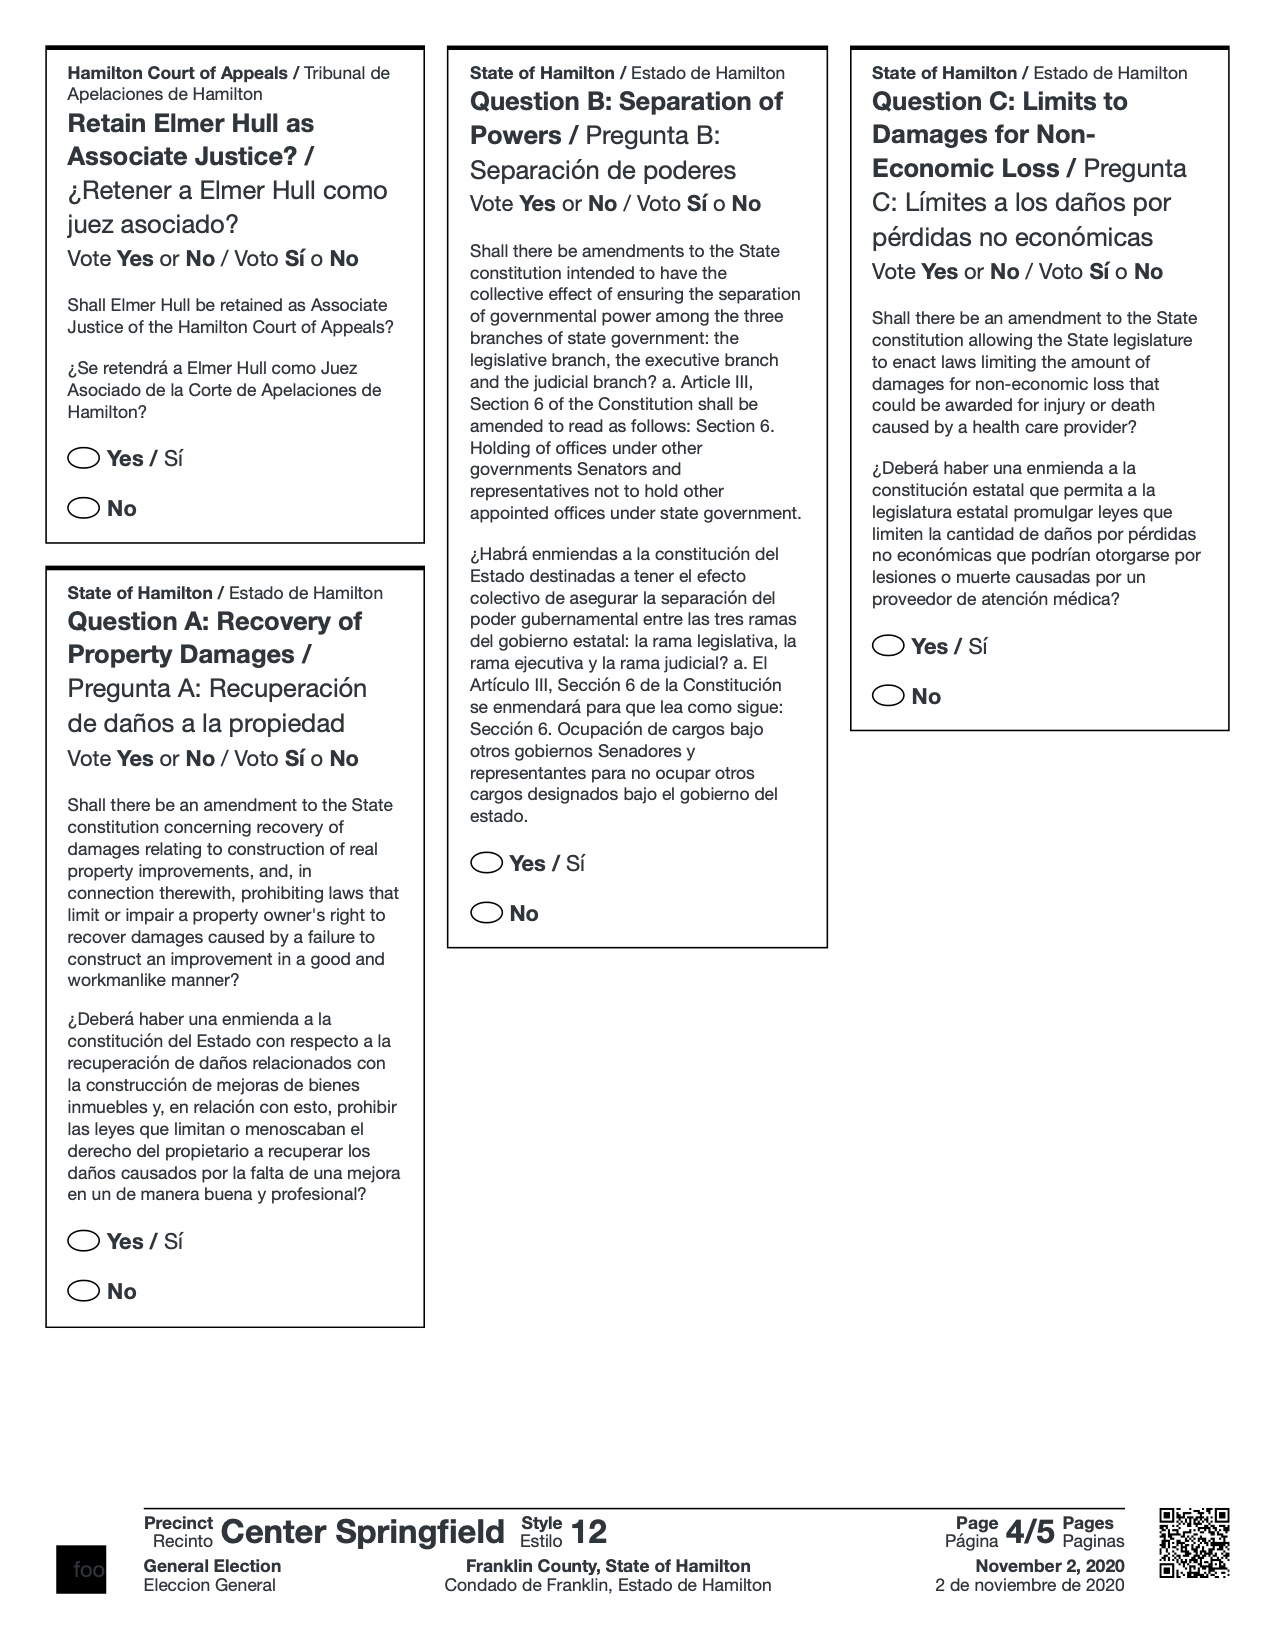 Hamilton Court of Appeals / Tribunal de
Apelaciones de Hamilton
Retain Elmer Hull as
Associate Justice? /
¿Retener a Elmer Hull como
juez asociado?
Vote Yes or No / Voto Sí o No
Shall Elmer Hull be retained as Associate
Justice of the Hamilton Court of Appeals?
¿Se retendrá a Elmer Hull como Juez
Asociado de la Corte de Apelaciones de
Hamilton?
Yes / Sí
No
State of Hamilton / Estado de Hamilton
Question A: Recovery of
Property Damages /
Pregunta A: Recuperación
de daños a la propiedad
Vote Yes or No / Voto Sí o No
Shall there be an amendment to the State
constitution concerning recovery of
damages relating to construction of real
property improvements, and, in
connection therewith, prohibiting laws that
limit or impair a property owner's right to
recover damages caused by a failure to
construct an improvement in a good and
workmanlike manner?
¿Deberá haber una enmienda a la
constitución del Estado con respecto a la
recuperación de daños relacionados con
la construcción de mejoras de bienes
inmuebles y, en relación con esto, prohibir
las leyes que limitan o menoscaban el
derecho del propietario a recuperar los
daños causados por la falta de una mejora
en un de manera buena y profesional?
Yes / Sí
No
State of Hamilton / Estado de Hamilton
Question B: Separation of
Powers / Pregunta B:
Separación de poderes
Vote Yes or No / Voto Sí o No
Shall there be amendments to the State
constitution intended to have the
collective effect of ensuring the separation
of governmental power among the three
branches of state government: the
legislative branch, the executive branch
and the judicial branch? a. Article III,
Section 6 of the Constitution shall be
amended to read as follows: Section 6.
Holding of offices under other
governments Senators and
representatives not to hold other
appointed offices under state government.
¿Habrá enmiendas a la constitución del
Estado destinadas a tener el efecto
colectivo de asegurar la separación del
poder gubernamental entre las tres ramas
del gobierno estatal: la rama legislativa, la
rama ejecutiva y la rama judicial? a. El
Artículo III, Sección 6 de la Constitución
se enmendará para que lea como sigue:
Sección 6. Ocupación de cargos bajo
otros gobiernos Senadores y
representantes para no ocupar otros
cargos designados bajo el gobierno del
estado.
Yes / Sí
No
State of Hamilton / Estado de Hamilton
Question C: Limits to
Damages for Non-
Economic Loss / Pregunta
C: Límites a los daños por
pérdidas no económicas
Vote Yes or No / Voto Sí o No
Shall there be an amendment to the State
constitution allowing the State legislature
to enact laws limiting the amount of
damages for non-economic loss that
could be awarded for injury or death
caused by a health care provider?
¿Deberá haber una enmienda a la
constitución estatal que permita a la
legislatura estatal promulgar leyes que
limiten la cantidad de daños por pérdidas
no económicas que podrían otorgarse por
lesiones o muerte causadas por un
proveedor de atención médica?
Yes / Sí
No
foo
Precinct Center Springfield Style 12
Recinto Estilo
Page 4/5 Pages
Página Paginas
General Election
Eleccion General
Franklin County, State of Hamilton
Condado de Franklin, Estado de Hamilton
November 2, 2020
2 de noviembre de 2020